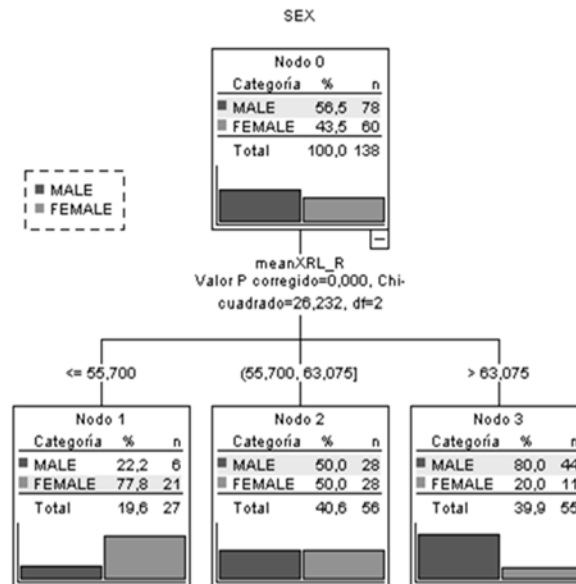 SEX
Nodo 0
Categoría % n
MALE 56,5 78
FEMALE 43,5 60
Total 100,0 138
MALE
FEMALE
meanXRL_R
Valor P corregido=0,000, Chi-
cuadrado=26,232, df=2
<= 55,700
(55,700, 63,075]
> 63,075
Nodo 1
Categoría % n
MALE 22,2 6
FEMALE 77,8 21
Total 19,6 27
Nodo 2
Categoría % n
MALE 50,0 28
FEMALE 50,0 28
Total 40,6 56
Nodo 3
Categoría % n
MALE 80,0 44
FEMALE 20,0 11
Total 39,9 55